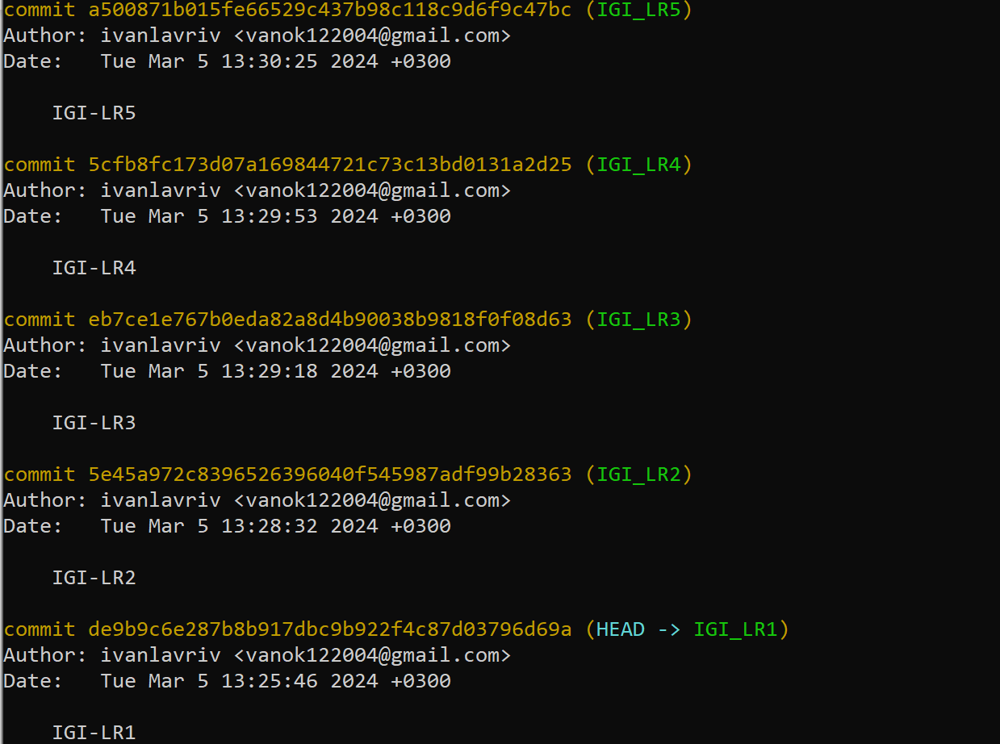 commit a500871b015fe66529c437b98c118c9d6f9c47bc (IGI_LR5)
Author: ivanlavriv <vanok122004@gmail.com>
Date:   Tue Mar 5 13:30:25 2024 +0300
IGI-LR5
commit 5cfb8fc173d07a169844721c73c13bd0131a2d25 (IGI_LR4)
Author: ivanlavriv <vanok122004@gmail.com>
Date:   Tue Mar 5 13:29:53 2024 +0300
IGI-LR4
commit eb7ce1e767b0eda82a8d4b90038b9818f0f08d63 (IGI_LR3)
Author: ivanlavriv <vanok122004@gmail.com>
Date:   Tue Mar 5 13:29:18 2024 +0300
IGI-LR3
commit 5e45a972c8396526396040f545987adf99b28363 (IGI_LR2)
Author: ivanlavriv <vanok122004@gmail.com>
Date:   Tue Mar 5 13:28:32 2024 +0300
IGI-LR2
commit de9b9c6e287b8b917dbc9b922f4c87d03796d69a (HEAD -> IGI_LR1)
Author: ivanlavriv <vanok122004@gmail.com>
Date:   Tue Mar 5 13:25:46 2024 +0300
IGI-LR1